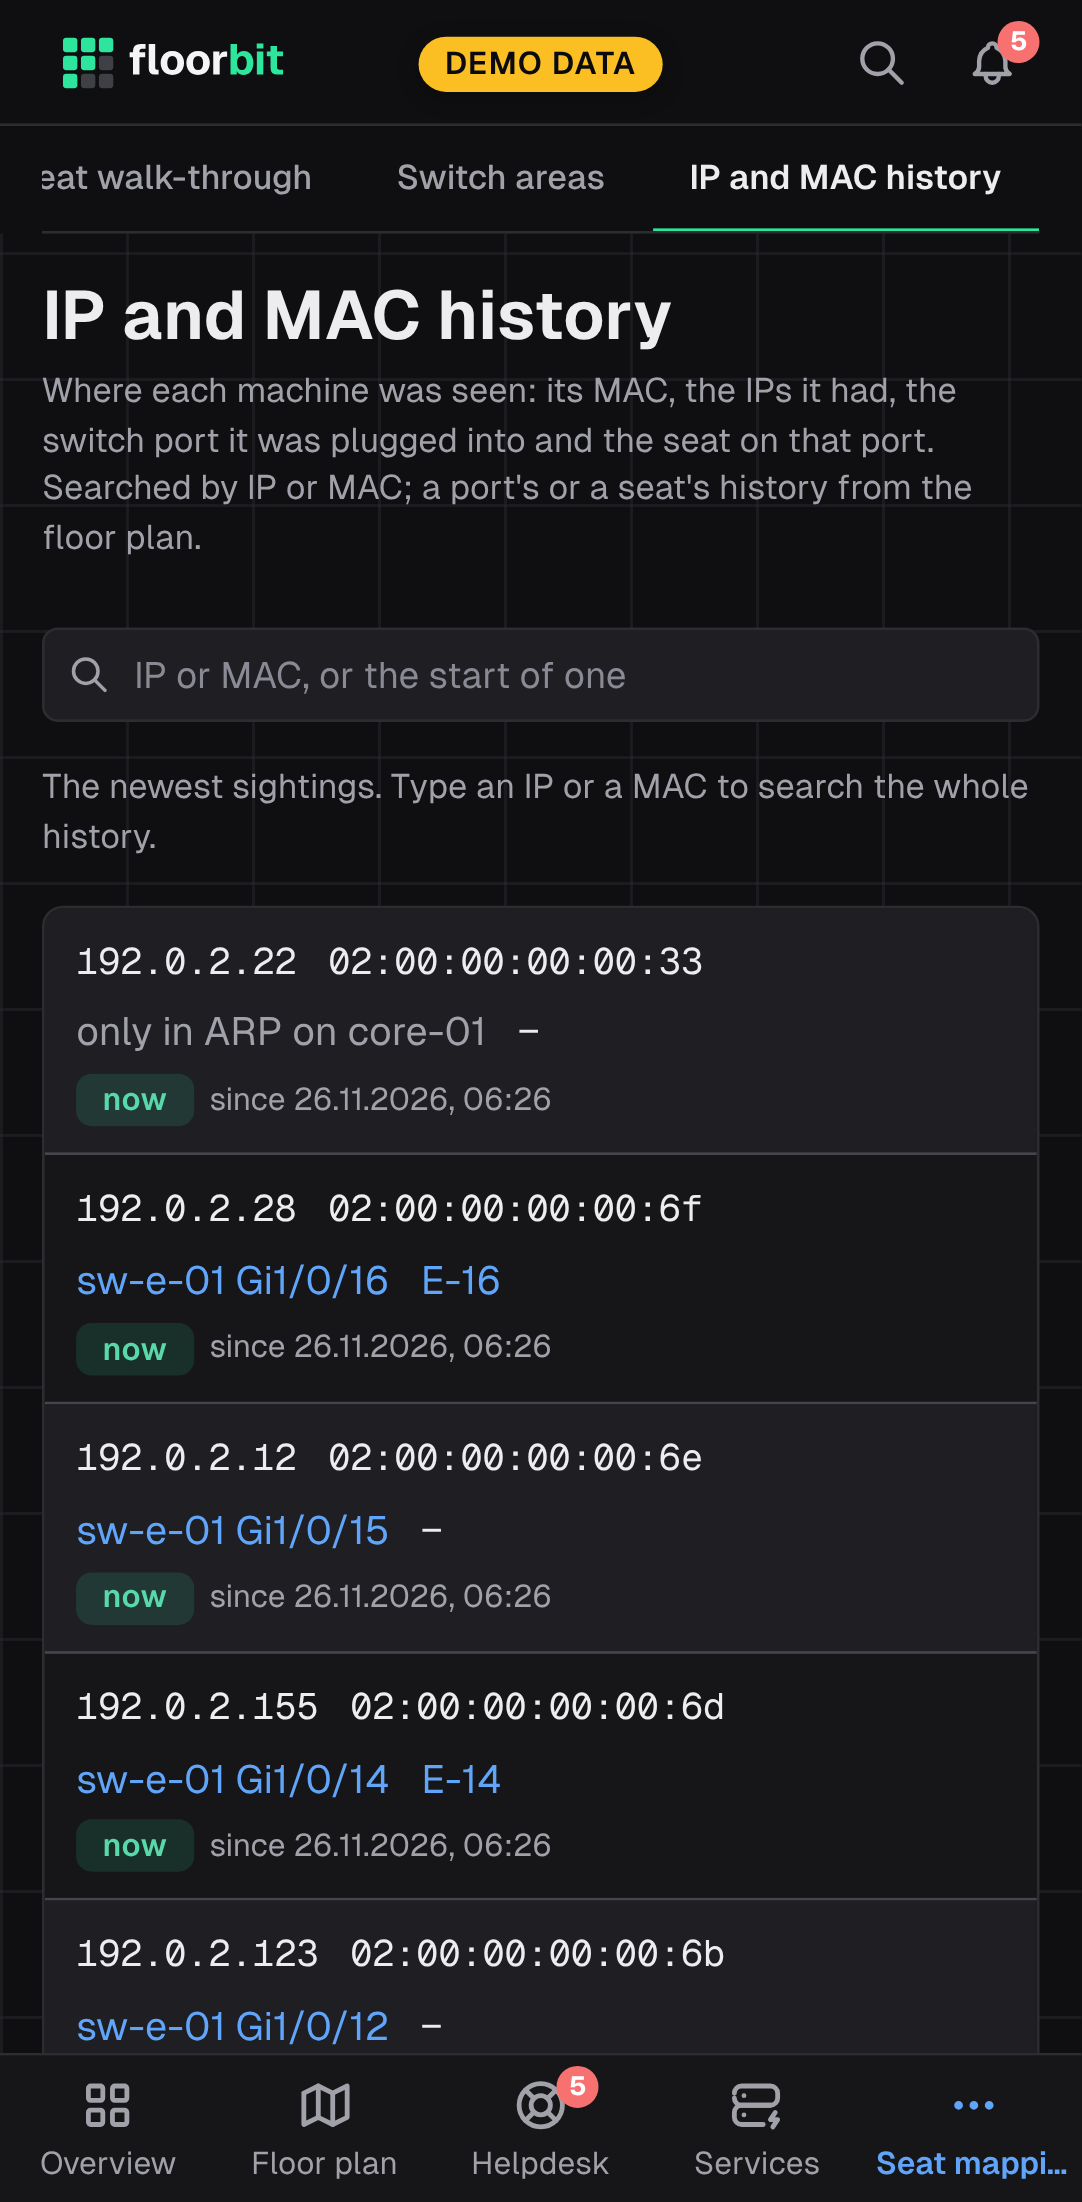 floorbit
DEMO DATA
5
eat walk-through
Switch areas
IP and MAC history
IP and MAC history
Where each machine was seen: its MAC, the IPs it had, the
switch port it was plugged into and the seat on that port.
Searched by IP or MAC; a port's or a seat's history from the
floor plan.
IP or MAC, or the start of one
The newest sightings. Type an IP or a MAC to search the whole
history.
192.0.2.22 02:00:00:00:00:33
only in ARP on core-01 –
now since 26.11.2026, 06:26
192.0.2.28 02:00:00:00:00:6f
sw-e-01 Gi1/0/16 E-16
now since 26.11.2026, 06:26
192.0.2.12 02:00:00:00:00:6e
sw-e-01 Gi1/0/15 –
now since 26.11.2026, 06:26
192.0.2.155 02:00:00:00:00:6d
sw-e-01 Gi1/0/14 E-14
now since 26.11.2026, 06:26
192.0.2.123 02:00:00:00:00:6b
sw-e-01 Gi1/0/12 –
5
Overview
Floor plan
Helpdesk
Services
Seat mappi...